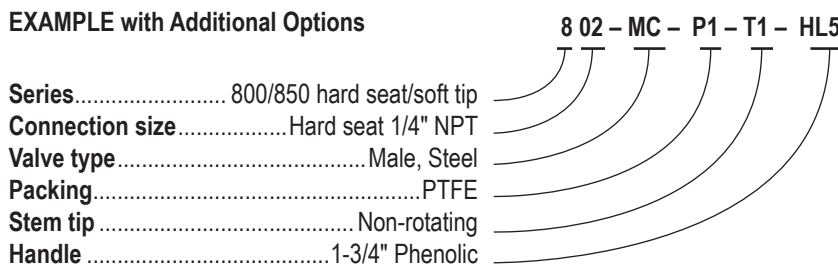 EXAMPLE with Additional Options
8 02 – MC – P1 – T1 – HL5
Series.......................... 800/850 hard seat/soft tip
Connection size..................Hard seat 1/4" NPT
Valve type.....................................Male, Steel
Packing.....................................................PTFE
Stem tip ......................................... Non-rotating
Handle .......................................1-3/4" Phenolic